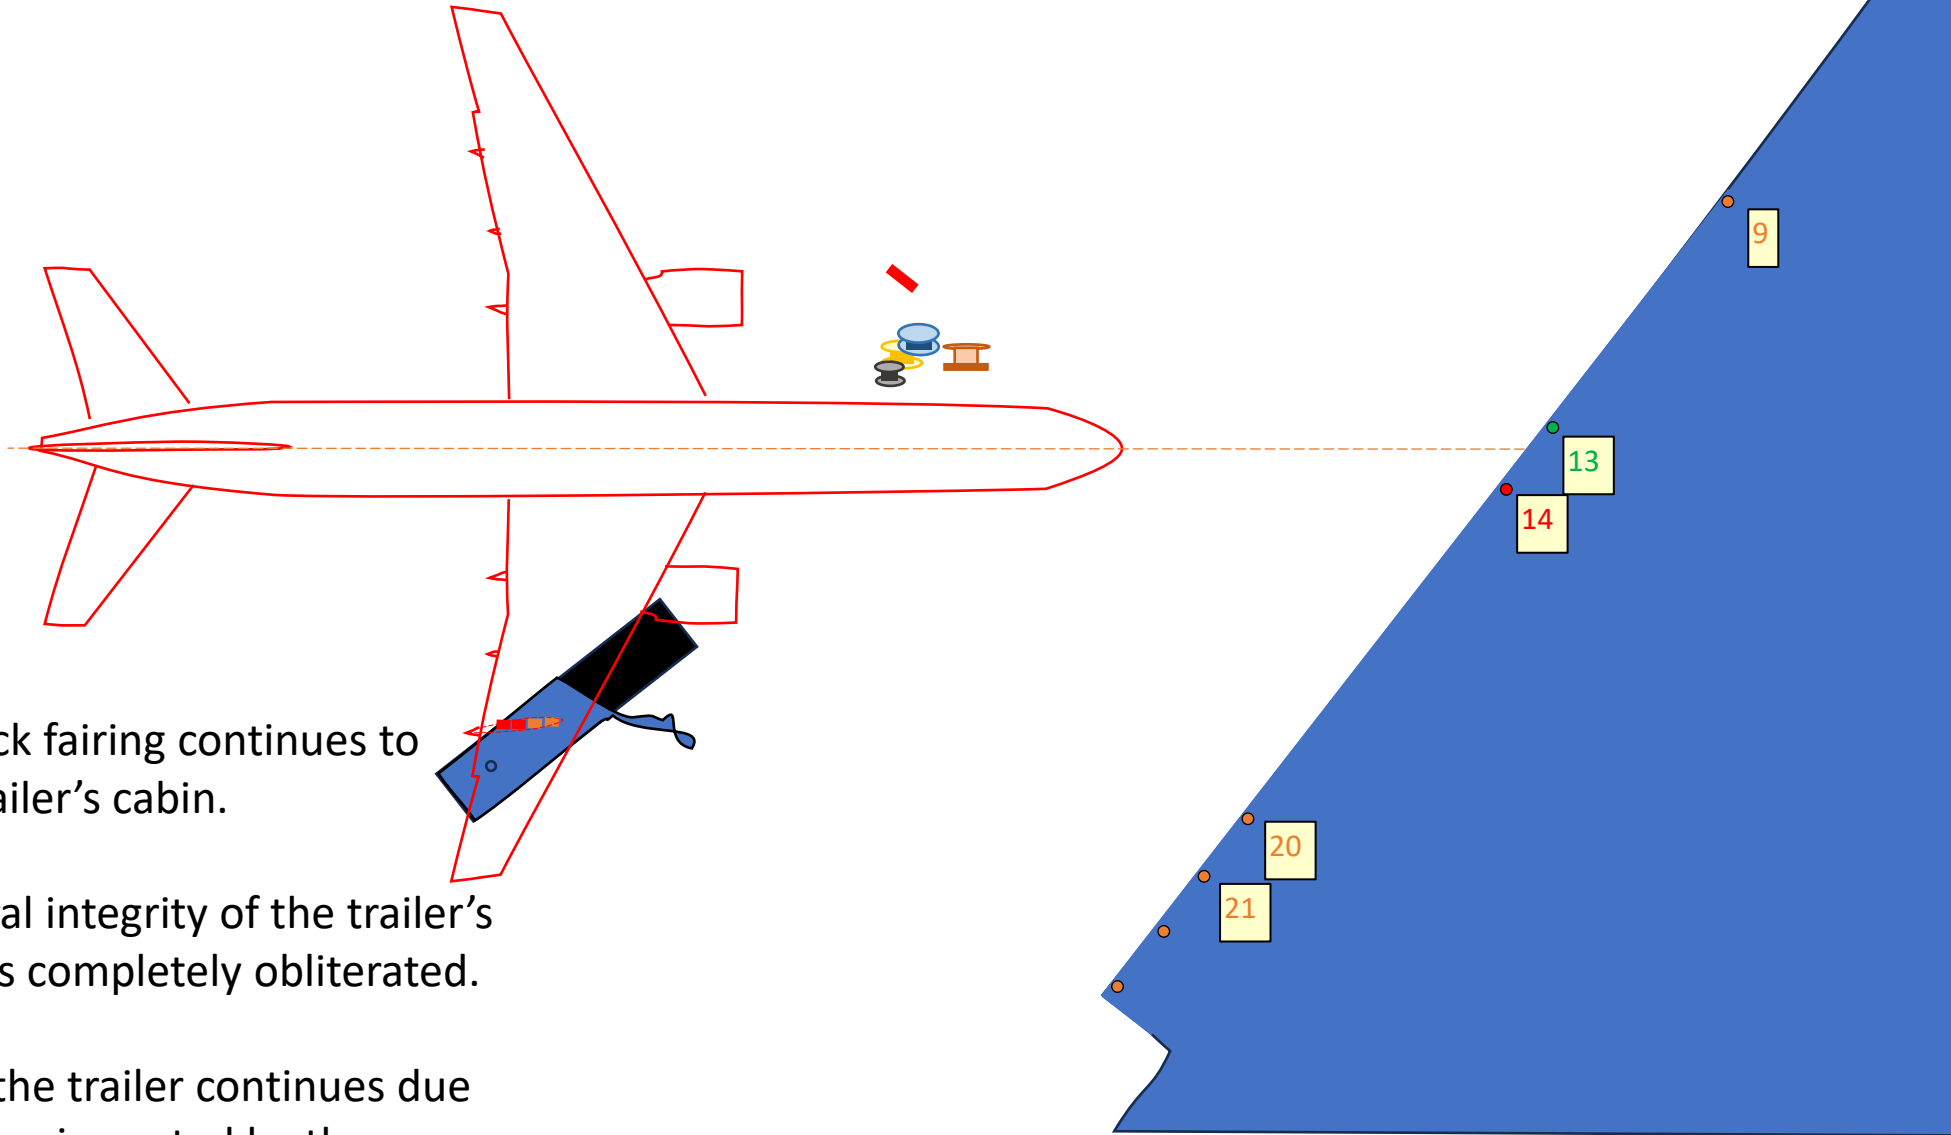 9
13
14
ck fairing continues to
ailer's cabin.
20
al integrity of the trailer's
21
s completely obliterated.
the trailer continues due